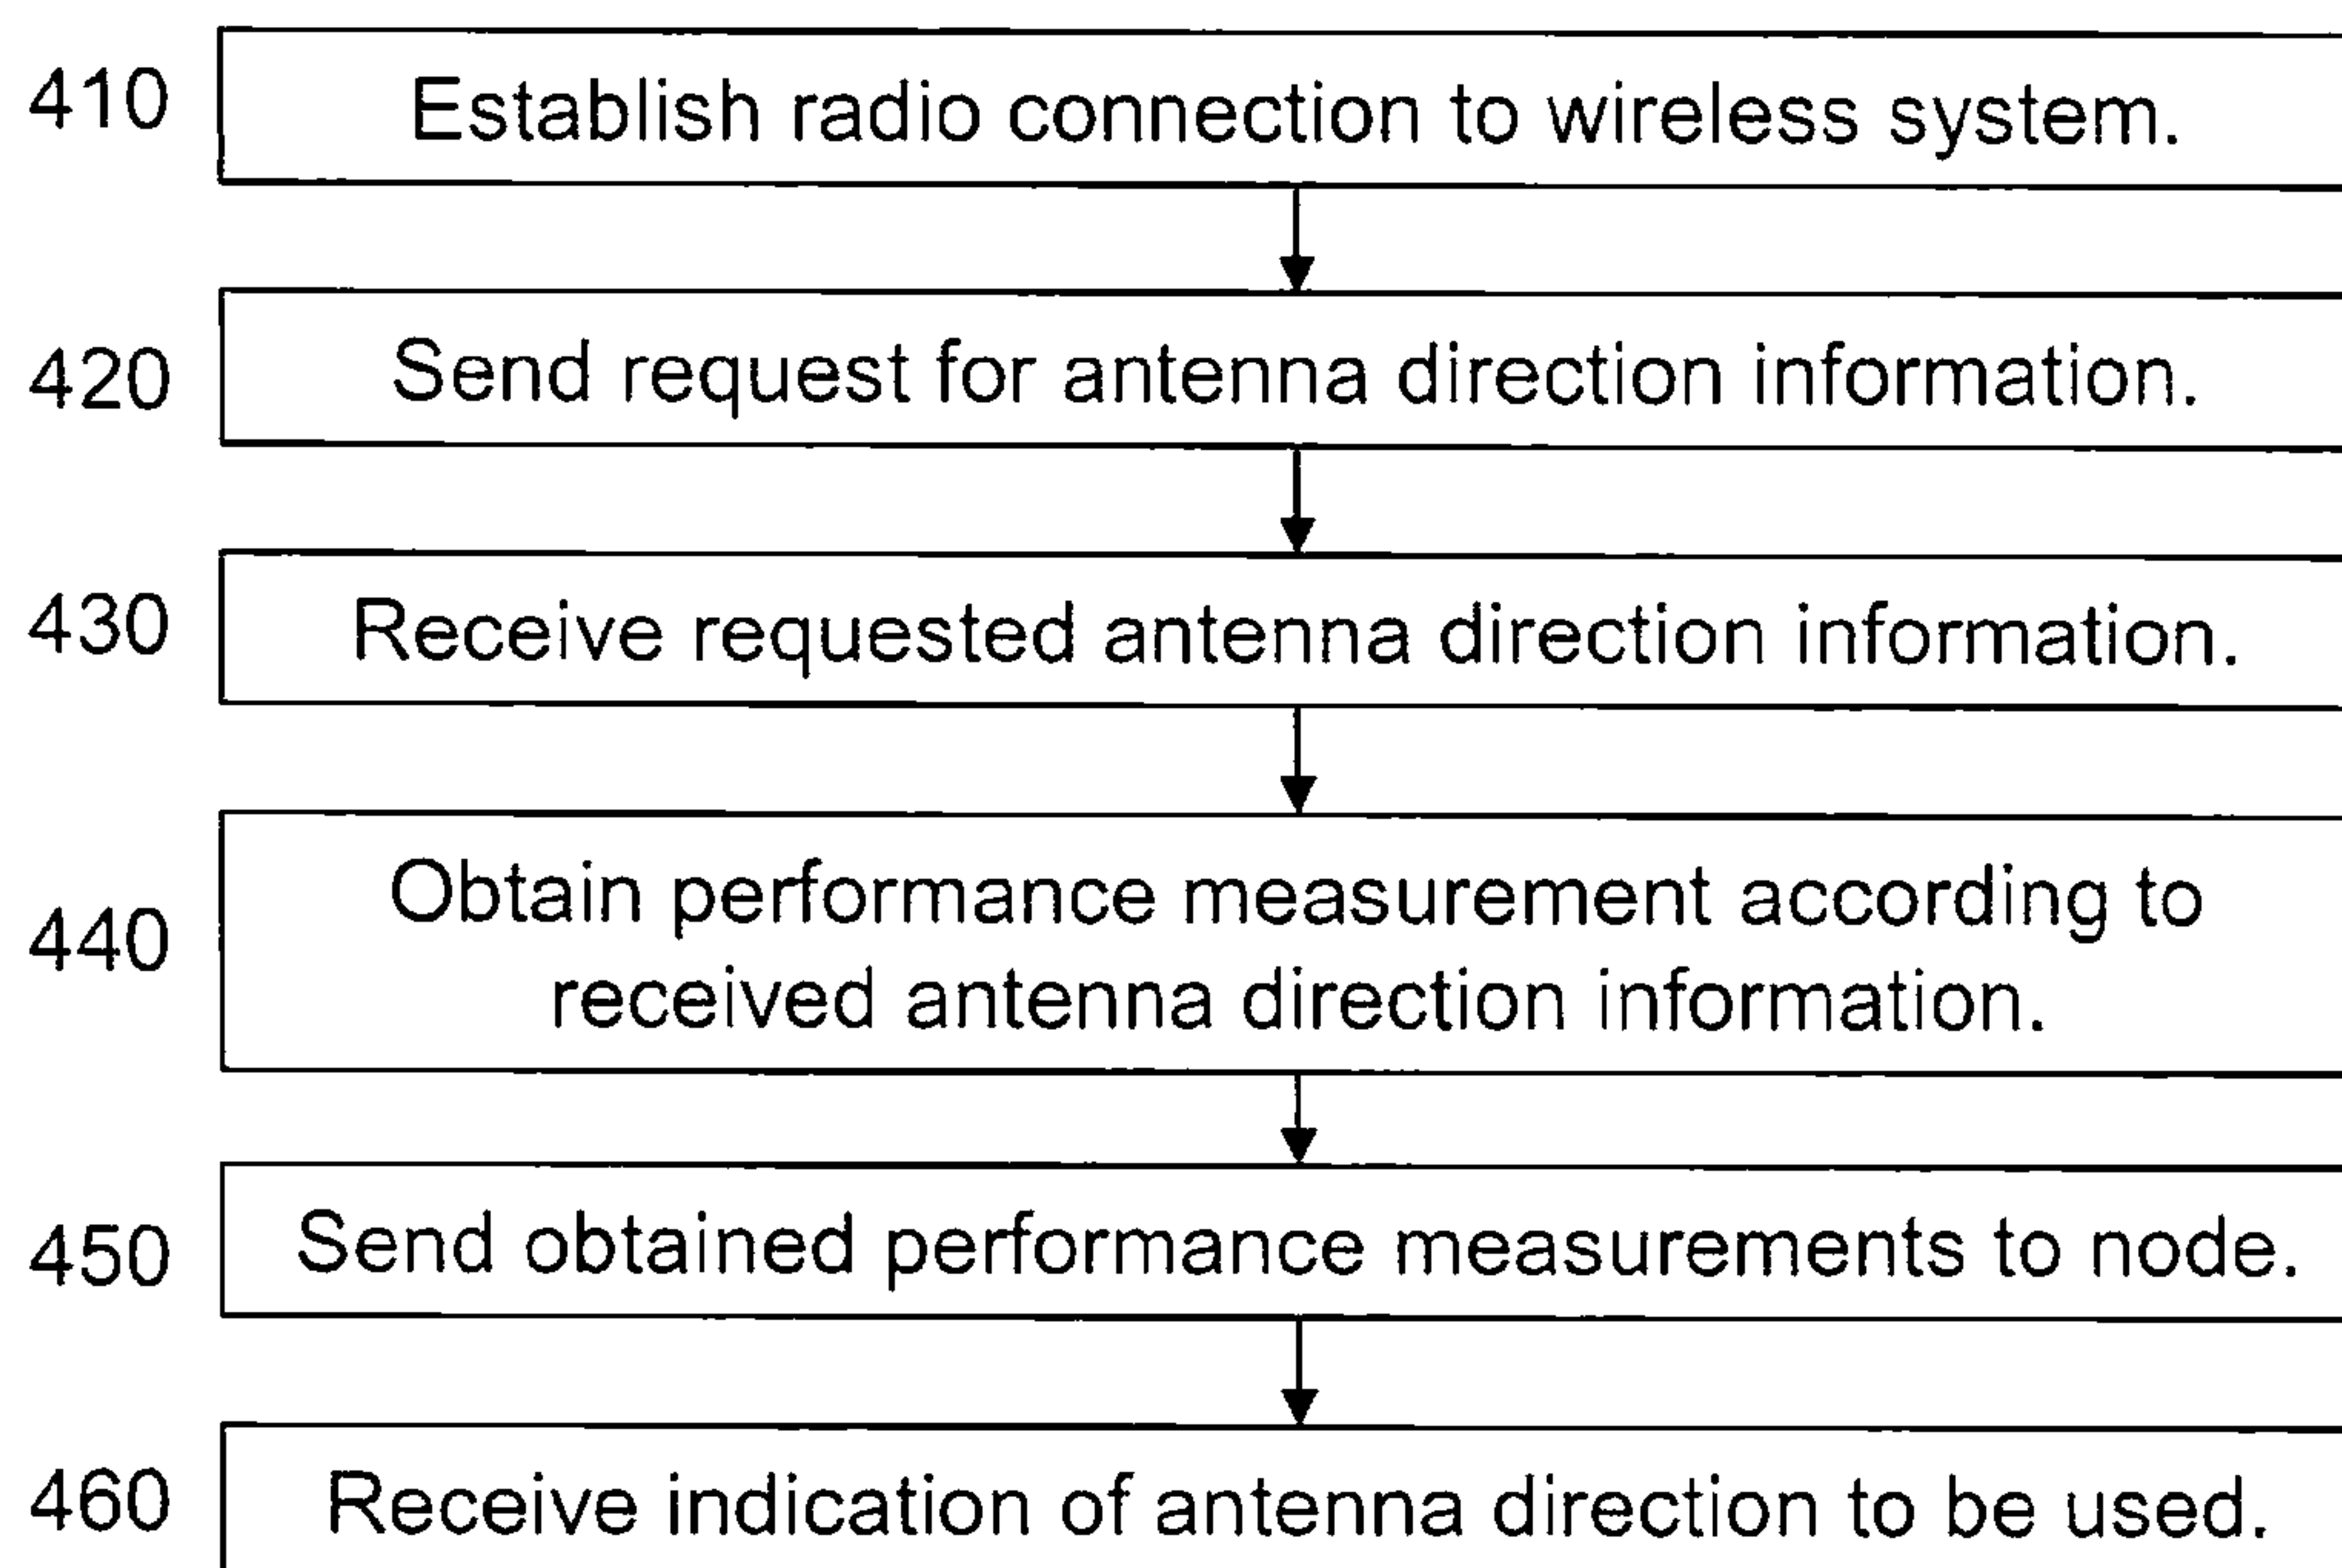 410
Establish radio connection to wireless system.
420
Send request for antenna direction information.
430
Receive requested antenna direction information.
440
Obtain performance measurement according to
received antenna direction information.
450
Send obtained performance measurements to node.
460
Receive indication of antenna direction to be used.